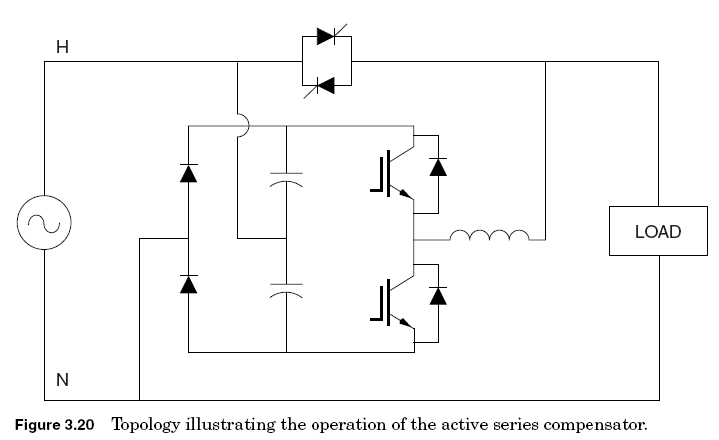 H
LOAD
N
Figure 3.20 Topology illustrating the operation of the active series compensator.